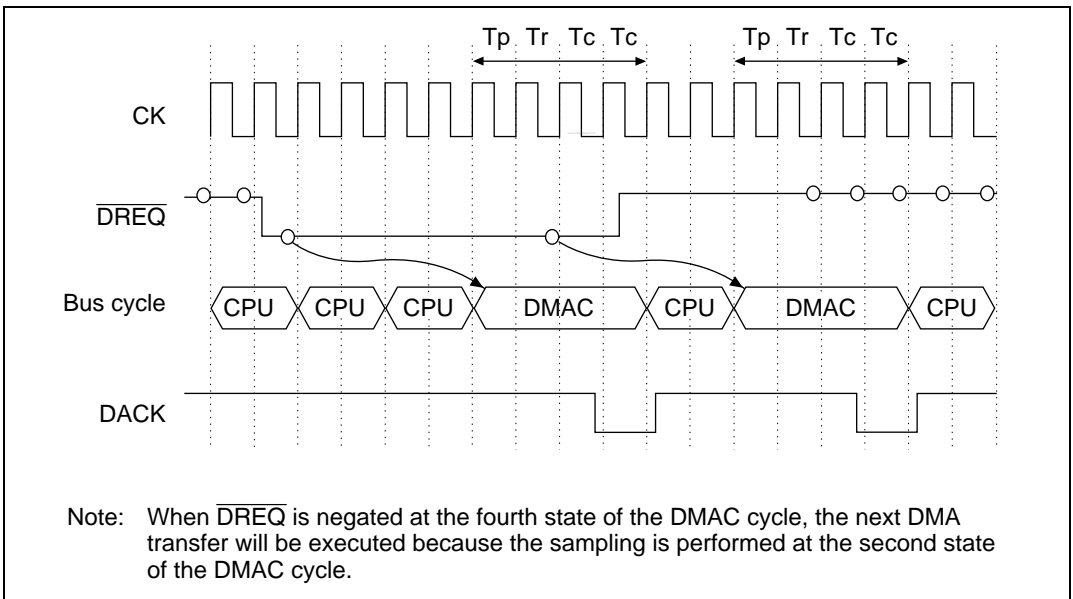 Tp Tr Tc Tc Tp Tr Tc Tc
CK
DREQ
Bus cycle CPU CPU CPU DMAC CPU DMAC CPU
DACK
Note: When DREQ is negated at the fourth state of the DMAC cycle, the next DMA
transfer will be executed because the sampling is performed at the second state
of the DMAC cycle.